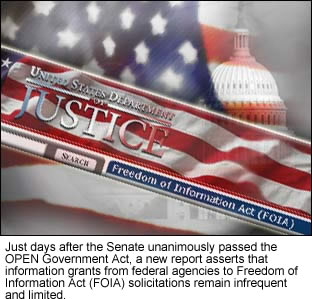 UNITED STATES DEPARTMENT
OF
JUSTICE
SEARCH
Freedom of Information Act (FOIA)
Just days after the Senate unanimously passed the
OPEN Government Act, a new report asserts that
information grants from federal agencies to Freedom of
Information Act (FOIA) solicitations remain infrequent
and limited.